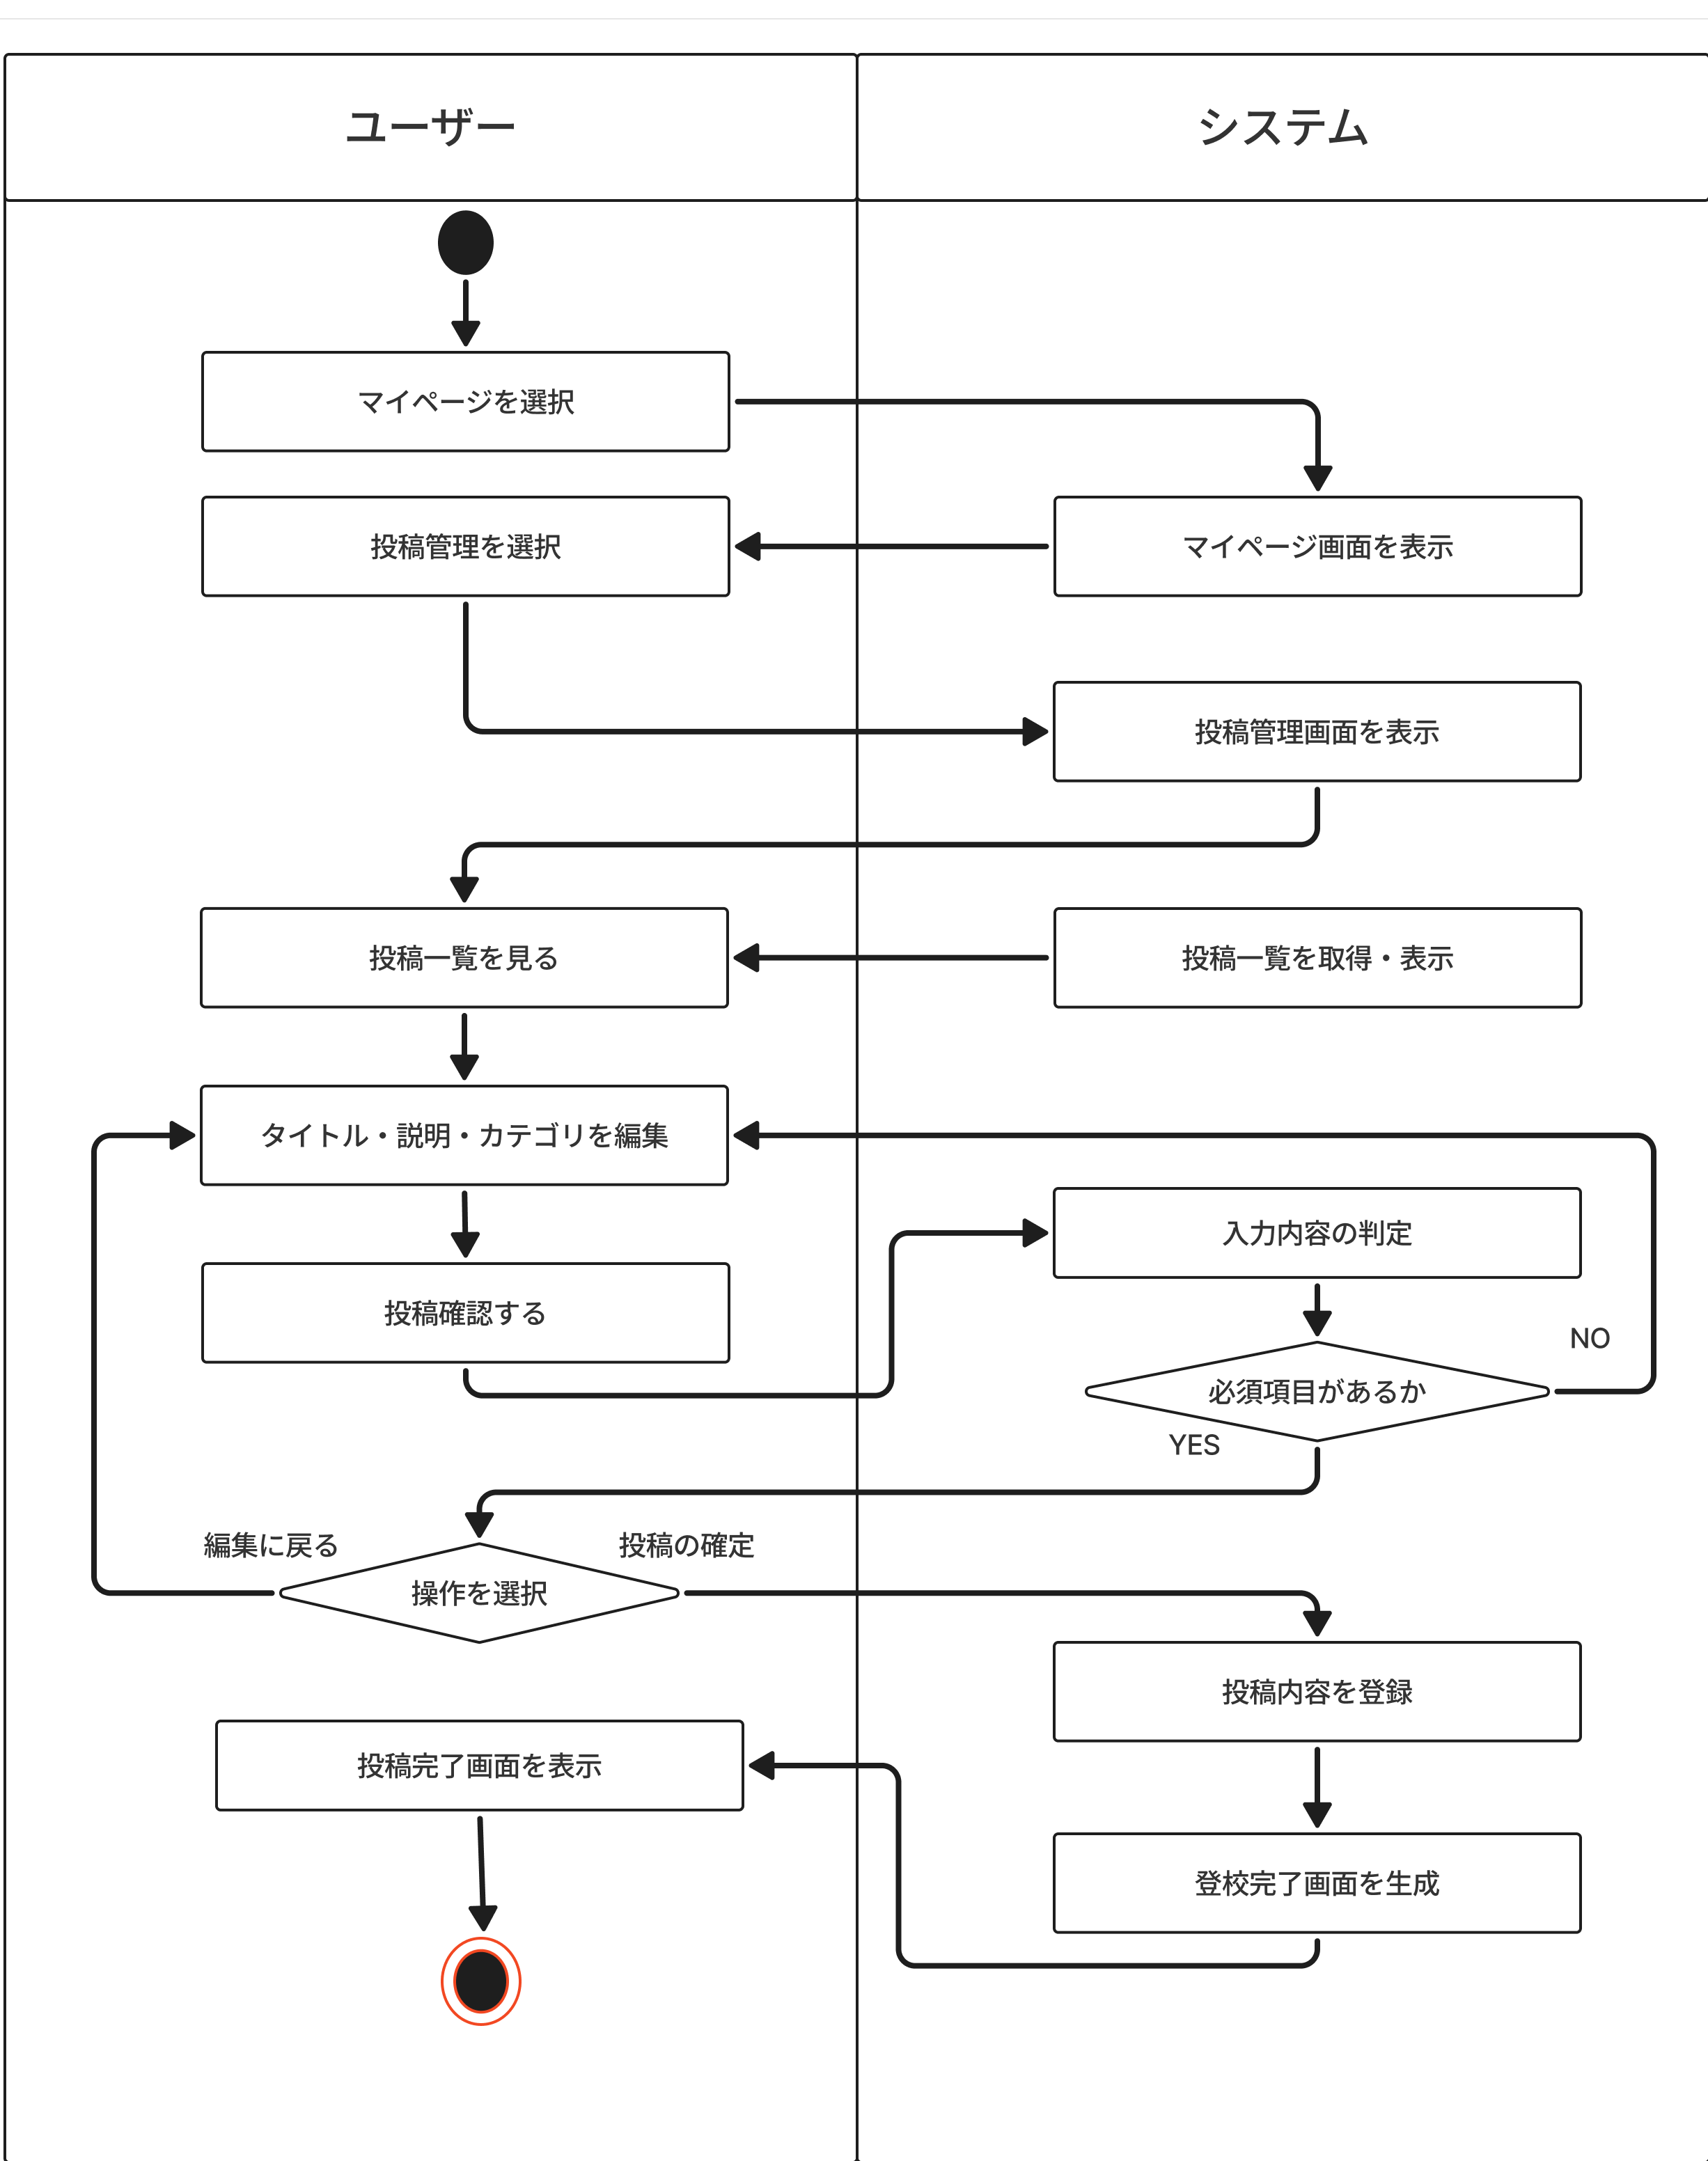 ユーザー
システム
マイページを選択
投稿管理を選択
マイページ画面を表示
投稿管理画面を表示
投稿一覧を見る
投稿一覧を取得・表示
タイトル・説明・カテゴリを編集
入力内容の判定
投稿確認する
NO
必須項目があるか
YES
編集に戻る
投稿の確定
操作を選択
投稿内容を登録
投稿完了画面を表示
登校完了画面を生成